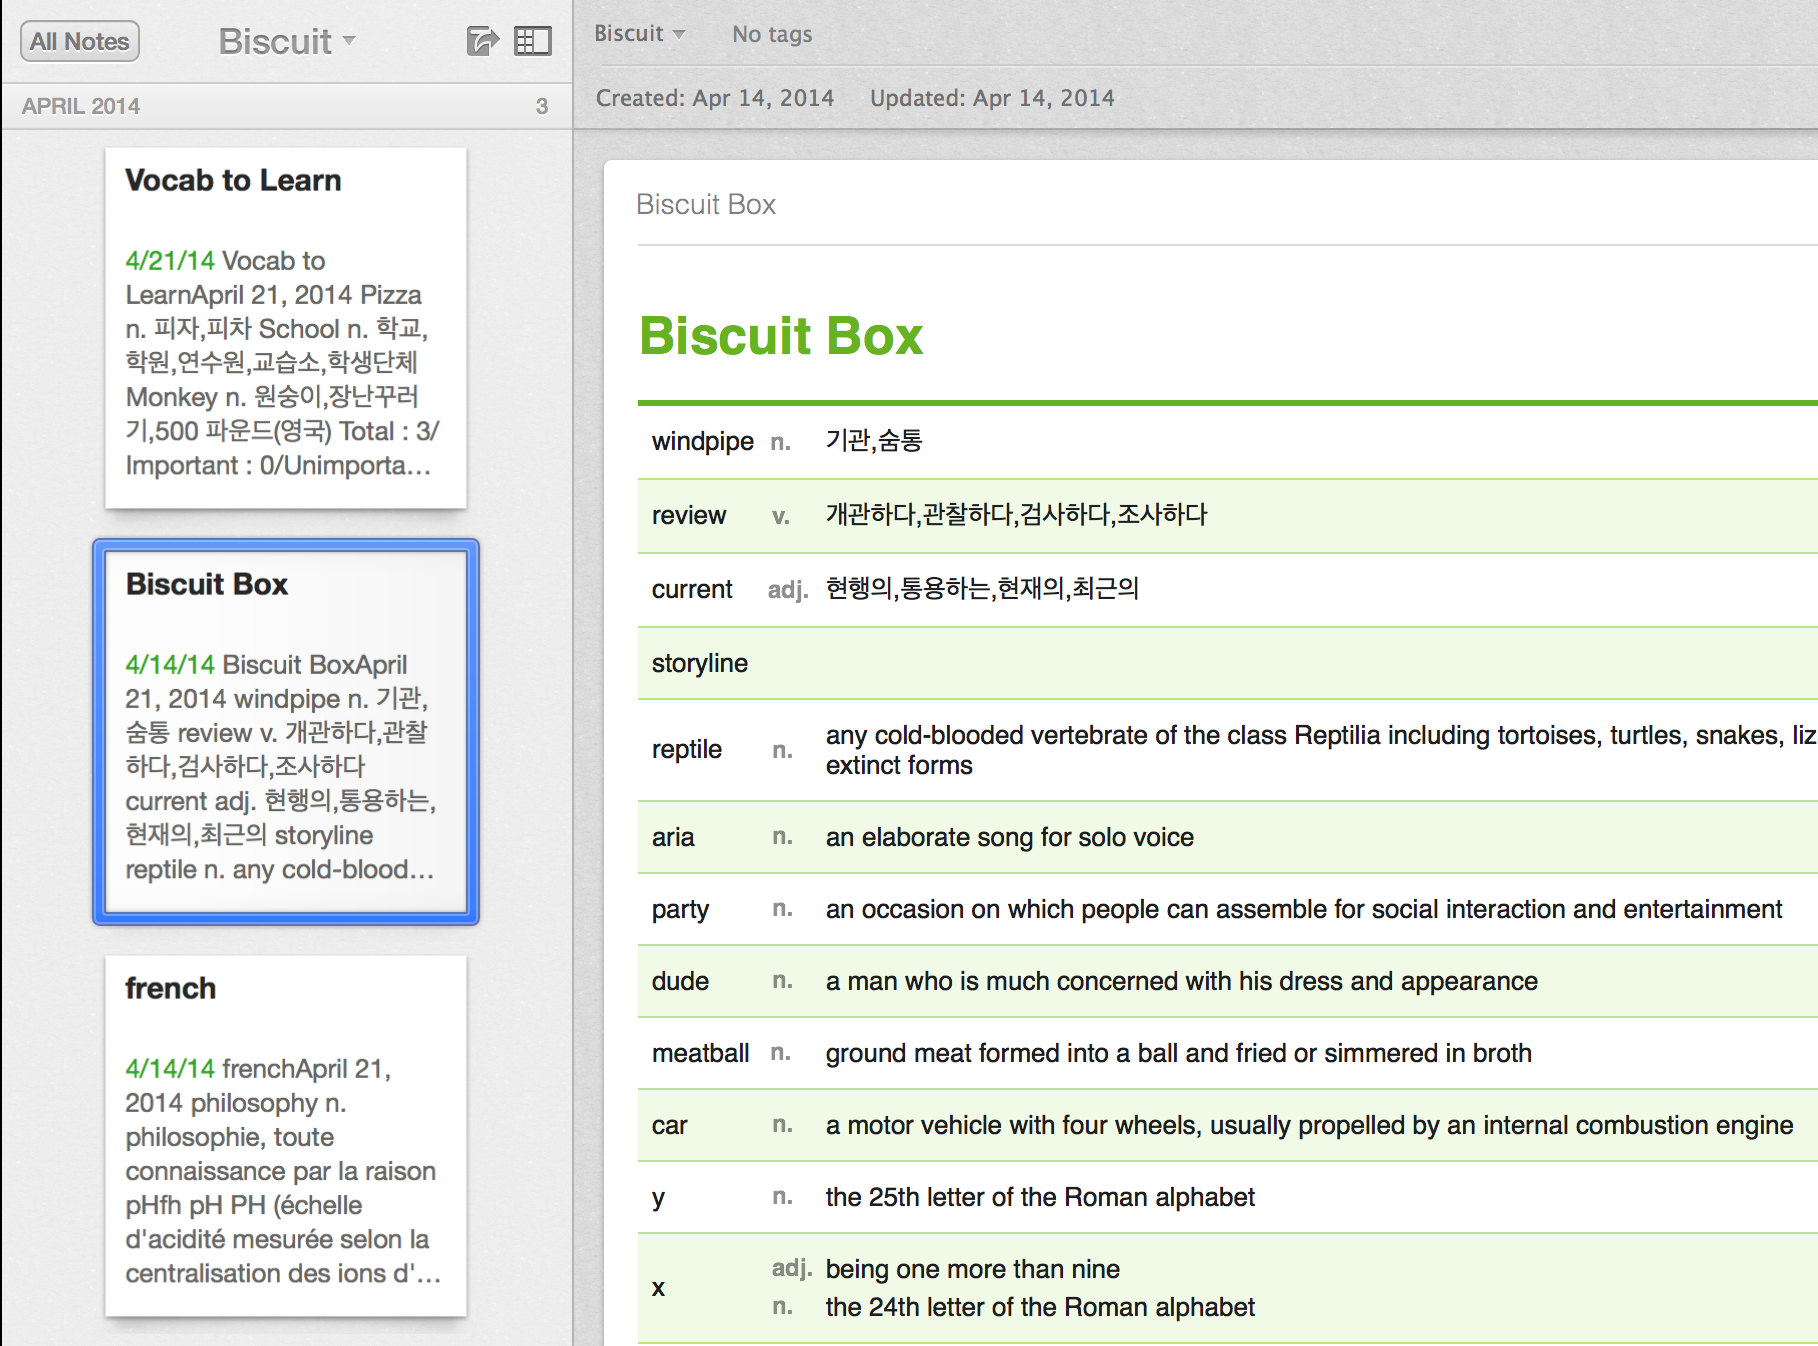 All Notes
Biscuit
APRIL 2014 3
Vocab to Learn
4/21/14 Vocab to
LearnApril 21, 2014 Pizza
n. 피자,피차 School n. 학교,
학원,연수원,교습소,학생단체
Monkey n. 원숭이,장난꾸러
기,500 파운드(영국) Total : 3/
Important : 0/Unimporta...
Biscuit Box
4/14/14 Biscuit BoxApril
21, 2014 windpipe n. 기관,
숨통 review v. 개관하다,관찰
하다,검사하다,조사하다
current adj. 현행의,통용하는,
현재의,최근의 storyline
reptile n. any cold-blood...
french
4/14/14 frenchApril 21,
2014 philosophy n.
philosophie, toute
connaissance par la raison
pHfh pH PH (échelle
d'acidité mesurée selon la
centralisation des ions d'...
Biscuit No tags
Created: Apr 14, 2014 Updated: Apr 14, 2014
Biscuit Box
Biscuit Box
windpipe n. 기관,숨통
review v. 개관하다,관찰하다,검사하다,조사하다
current adj. 현행의,통용하는,현재의,최근의
storyline
reptile n. any cold-blooded vertebrate of the class Reptilia including tortoises, turtles, snakes, liz
extinct forms
aria n. an elaborate song for solo voice
party n. an occasion on which people can assemble for social interaction and entertainment
dude n. a man who is much concerned with his dress and appearance
meatball n. ground meat formed into a ball and fried or simmered in broth
car n. a motor vehicle with four wheels, usually propelled by an internal combustion engine
y n. the 25th letter of the Roman alphabet
x adj. being one more than nine
n. the 24th letter of the Roman alphabet